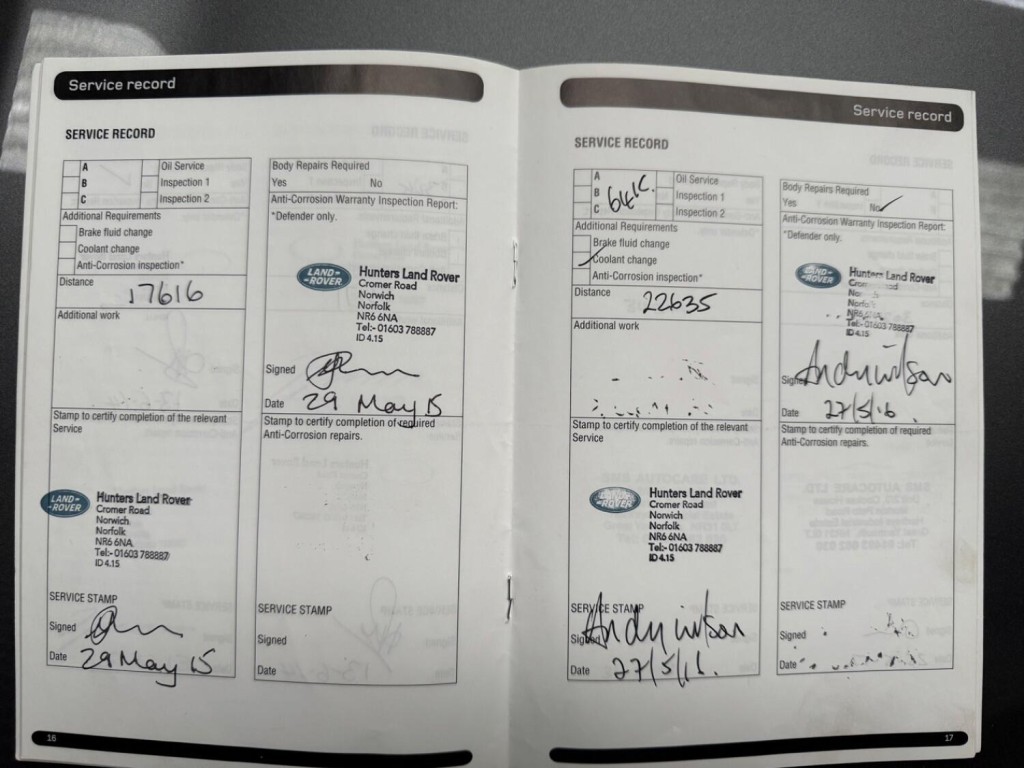 Service record
SERVICE RECORD
A
Oil Service
B
Inspection 1
C
Inspection 2
Additional Requirements
Brake fluid change
Coolant change
Anti-Corrosion inspection*
Distance
17616
Additional work
Stamp to certify completion of the relevant
Service
LAND-
-ROVER
Hunters Land Rover
Cromer Road
Norwich
Norfolk
NR6 6NA
Tel:- 01603 788887
ID 4.15
SERVICE STAMP
Signed
Date 29 May 15
Body Repairs Required
Yes No
Anti-Corrosion Warranty Inspection Report:
*Defender only.
LAND-
-ROVER
Hunters Land Rover
Cromer Road
Norwich
Norfolk
NR6 6NA
Tel:- 01603 788887
ID 4.15
Signed
Date 29 May 15
Stamp to certify completion of required
Anti-Corrosion repairs.
SERVICE STAMP
Signed
Date
16
Service record
SERVICE RECORD
A
Oil Service
B
Inspection 1
C
Inspection 2
64K.
Additional Requirements
Brake fluid change
Coolant change
Anti-Corrosion inspection*
Distance
22635
Additional work
Stamp to certify completion of the relevant
Service
LAND-
-ROVER
Hunters Land Rover
Cromer Road
Norwich
Norfolk
NR6 6NA
Tel:- 01603 788887
ID 4.15
SERVICE STAMP
Signed Andy Wilson
Date 27/5/16.
Body Repairs Required
Yes No
Anti-Corrosion Warranty Inspection Report:
*Defender only.
LAND-
-ROVER
Hunters Land Rover
Norfolk
NR6 6NA
Tel:- 01603 788887
ID 4.15
Signed Andy Wilson
Date 27/5/16.
Stamp to certify completion of required
Anti-Corrosion repairs.
SERVICE STAMP
Signed
Date
17